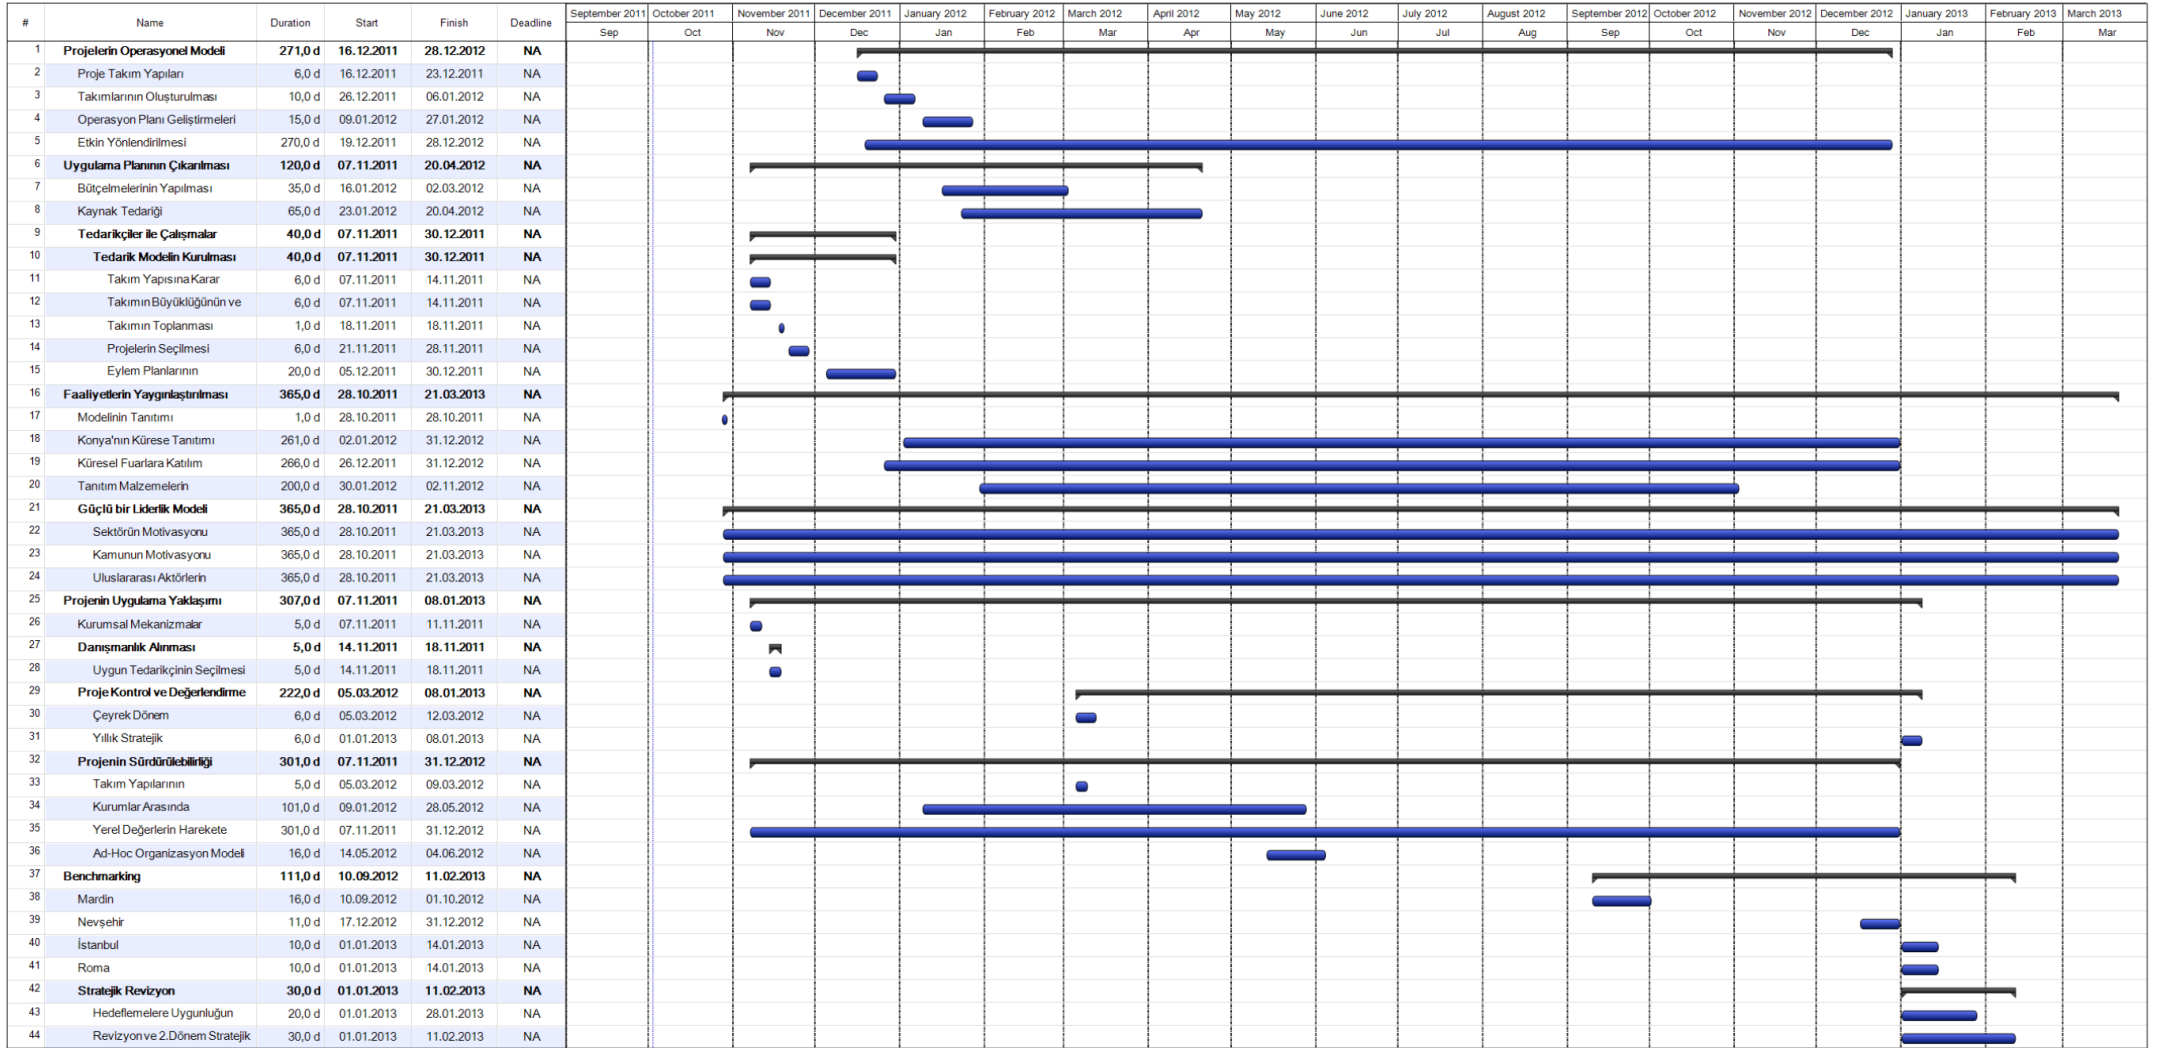 # Name Duration Start Finish Deadline September 2011 October 2011 November 2011 December 2011 January 2012 February 2012 March 2012 April 2012 May 2012 June 2012 July 2012 August 2012 September 2012 October 2012 November 2012 December 2012 January 2013 February 2013 March 2013
Sep Oct Nov Dec Jan Feb Mar Apr May Jun Jul Aug Sep Oct Nov Dec Jan Feb Mar
1 Projelerin Operasyonel Modeli 271,0 d 16.12.2011 28.12.2012 NA
2 Proje Takım Yapıları 6,0 d 16.12.2011 23.12.2011 NA
3 Takımlarının Oluşturulması 10,0 d 26.12.2011 06.01.2012 NA
4 Operasyon Planı Geliştirmeleri 15,0 d 09.01.2012 27.01.2012 NA
5 Etkin Yönlendirilmesi 270,0 d 19.12.2011 28.12.2012 NA
6 Uygulama Planının Çıkarılması 120,0 d 07.11.2011 20.04.2012 NA
7 Bütçelmelerinin Yapılması 35,0 d 16.01.2012 02.03.2012 NA
8 Kaynak Tedariği 65,0 d 23.01.2012 20.04.2012 NA
9 Tedarikçiler ile Çalışmalar 40,0 d 07.11.2011 30.12.2011 NA
10 Tedarik Modelin Kurulması 40,0 d 07.11.2011 30.12.2011 NA
11 Takım Yapısına Karar 6,0 d 07.11.2011 14.11.2011 NA
12 Takımın Büyüklüğünün ve 6,0 d 07.11.2011 14.11.2011 NA
13 Takımın Toplanması 1,0 d 18.11.2011 18.11.2011 NA
14 Projelerin Seçilmesi 6,0 d 21.11.2011 28.11.2011 NA
15 Eylem Planlarının 20,0 d 05.12.2011 30.12.2011 NA
16 Faaliyetlerin Yaygınlaştırılması 365,0 d 28.10.2011 21.03.2013 NA
17 Modelinin Tanıtımı 1,0 d 28.10.2011 28.10.2011 NA
18 Konya'nın Kürese Tanıtımı 261,0 d 02.01.2012 31.12.2012 NA
19 Küresel Fuarlara Katılım 266,0 d 26.12.2011 31.12.2012 NA
20 Tanıtım Malzemelerin 200,0 d 30.01.2012 02.11.2012 NA
21 Güçlü bir Liderlik Modeli 365,0 d 28.10.2011 21.03.2013 NA
22 Sektörün Motivasyonu 365,0 d 28.10.2011 21.03.2013 NA
23 Kamunun Motivasyonu 365,0 d 28.10.2011 21.03.2013 NA
24 Uluslararası Aktörlerin 365,0 d 28.10.2011 21.03.2013 NA
25 Projenin Uygulama Yaklaşımı 307,0 d 07.11.2011 08.01.2013 NA
26 Kurumsal Mekanizmalar 5,0 d 07.11.2011 11.11.2011 NA
27 Danışmanlık Alınması 5,0 d 14.11.2011 18.11.2011 NA
28 Uygun Tedarikçinin Seçilmesi 5,0 d 14.11.2011 18.11.2011 NA
29 Proje Kontrol ve Değerlendirme 222,0 d 05.03.2012 08.01.2013 NA
30 Çeyrek Dönem 6,0 d 05.03.2012 12.03.2012 NA
31 Yıllık Stratejik 6,0 d 01.01.2013 08.01.2013 NA
32 Projenin Sürdürülebilirliği 301,0 d 07.11.2011 31.12.2012 NA
33 Takım Yapılarının 5,0 d 05.03.2012 09.03.2012 NA
34 Kurumlar Arasında 101,0 d 09.01.2012 28.05.2012 NA
35 Yerel Değerlerin Harekete 301,0 d 07.11.2011 31.12.2012 NA
36 Ad-Hoc Organizasyon Modeli 16,0 d 14.05.2012 04.06.2012 NA
37 Benchmarking 111,0 d 10.09.2012 11.02.2013 NA
38 Mardin 16,0 d 10.09.2012 01.10.2012 NA
39 Nevşehir 11,0 d 17.12.2012 31.12.2012 NA
40 İstanbul 10,0 d 01.01.2013 14.01.2013 NA
41 Roma 10,0 d 01.01.2013 14.01.2013 NA
42 Stratejik Revizyon 30,0 d 01.01.2013 11.02.2013 NA
43 Hedeflemelere Uygunluğun 20,0 d 01.01.2013 28.01.2013 NA
44 Revizyon ve 2.Dönem Stratejik 30,0 d 01.01.2013 11.02.2013 NA